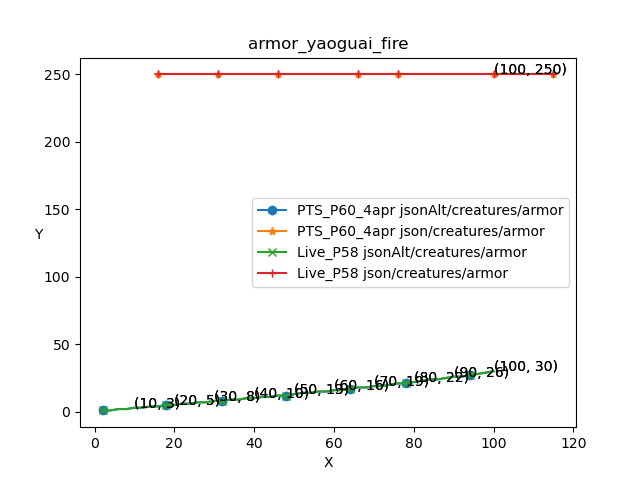 armor_yaoguai_fire
250
200
150
100
50
0
Y
(100, 250)
PTS_P60_4apr jsonAlt/creatures/armor
PTS_P60_4apr json/creatures/armor
Live_P58 jsonAlt/creatures/armor
Live_P58 json/creatures/armor
(10, 3)
(20, 5)
(30, 8)
(40, 10)
(50, 13)
(60, 16)
(70, 19)
(80, 22)
(90, 26)
(100, 30)
0 20 40 60 80 100 120
X